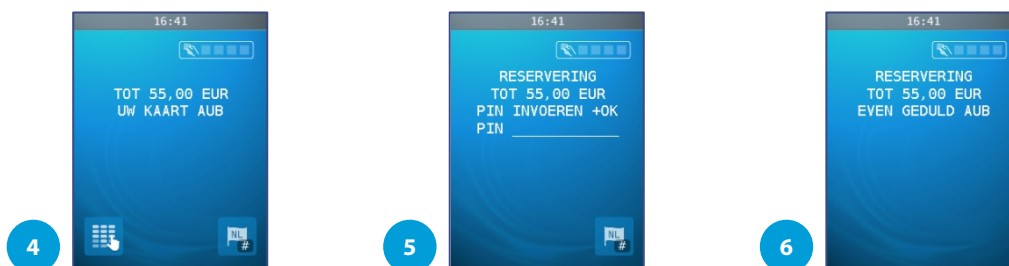 16:41
TOT 55,00 EUR
UW KAART AUB
NL
#
4
16:41
RESERVERING
TOT 55,00 EUR
PIN INVOEREN +OK
PIN _______________
NL
#
5
16:41
RESERVERING
TOT 55,00 EUR
EVEN GEDULD AUB
6